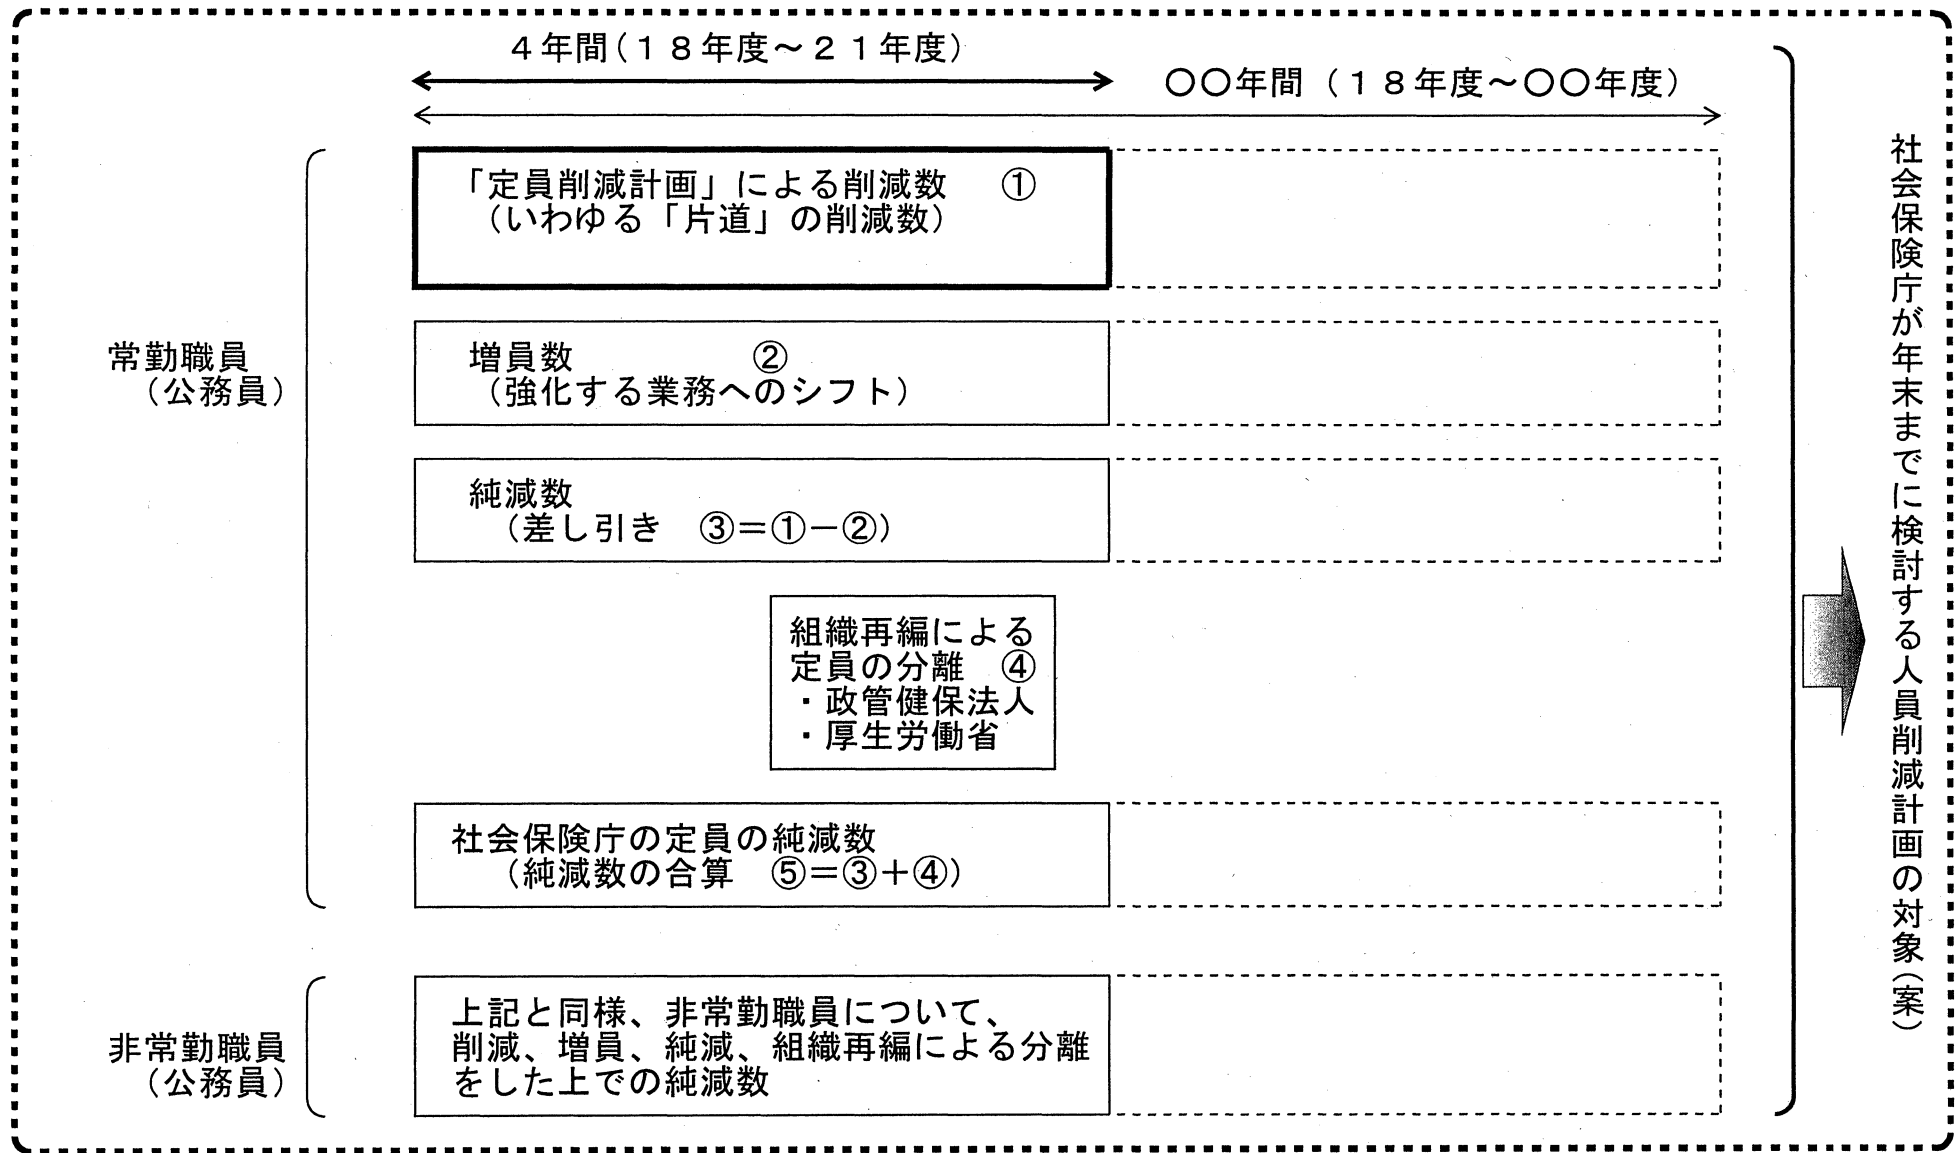 ４年間（１８年度～２１年度）
〇〇年間（１８年度～〇〇年度）
「定員削減計画」による削減数　①
（いわゆる「片道」の削減数）
常勤職員
（公務員）
増員数　②
（強化する業務へのシフト）
純減数
（差し引き　③＝①－②）
組織再編による
定員の分離　④
・政管健保法人
・厚生労働省
社会保険庁の定員の純減数
（純減数の合算　⑤＝③＋④）
非常勤職員
（公務員）
上記と同様、非常勤職員について、
削減、増員、純減、組織再編による分離
をした上での純減数
社会保険庁が年末までに検討する人員削減計画の対象（案）